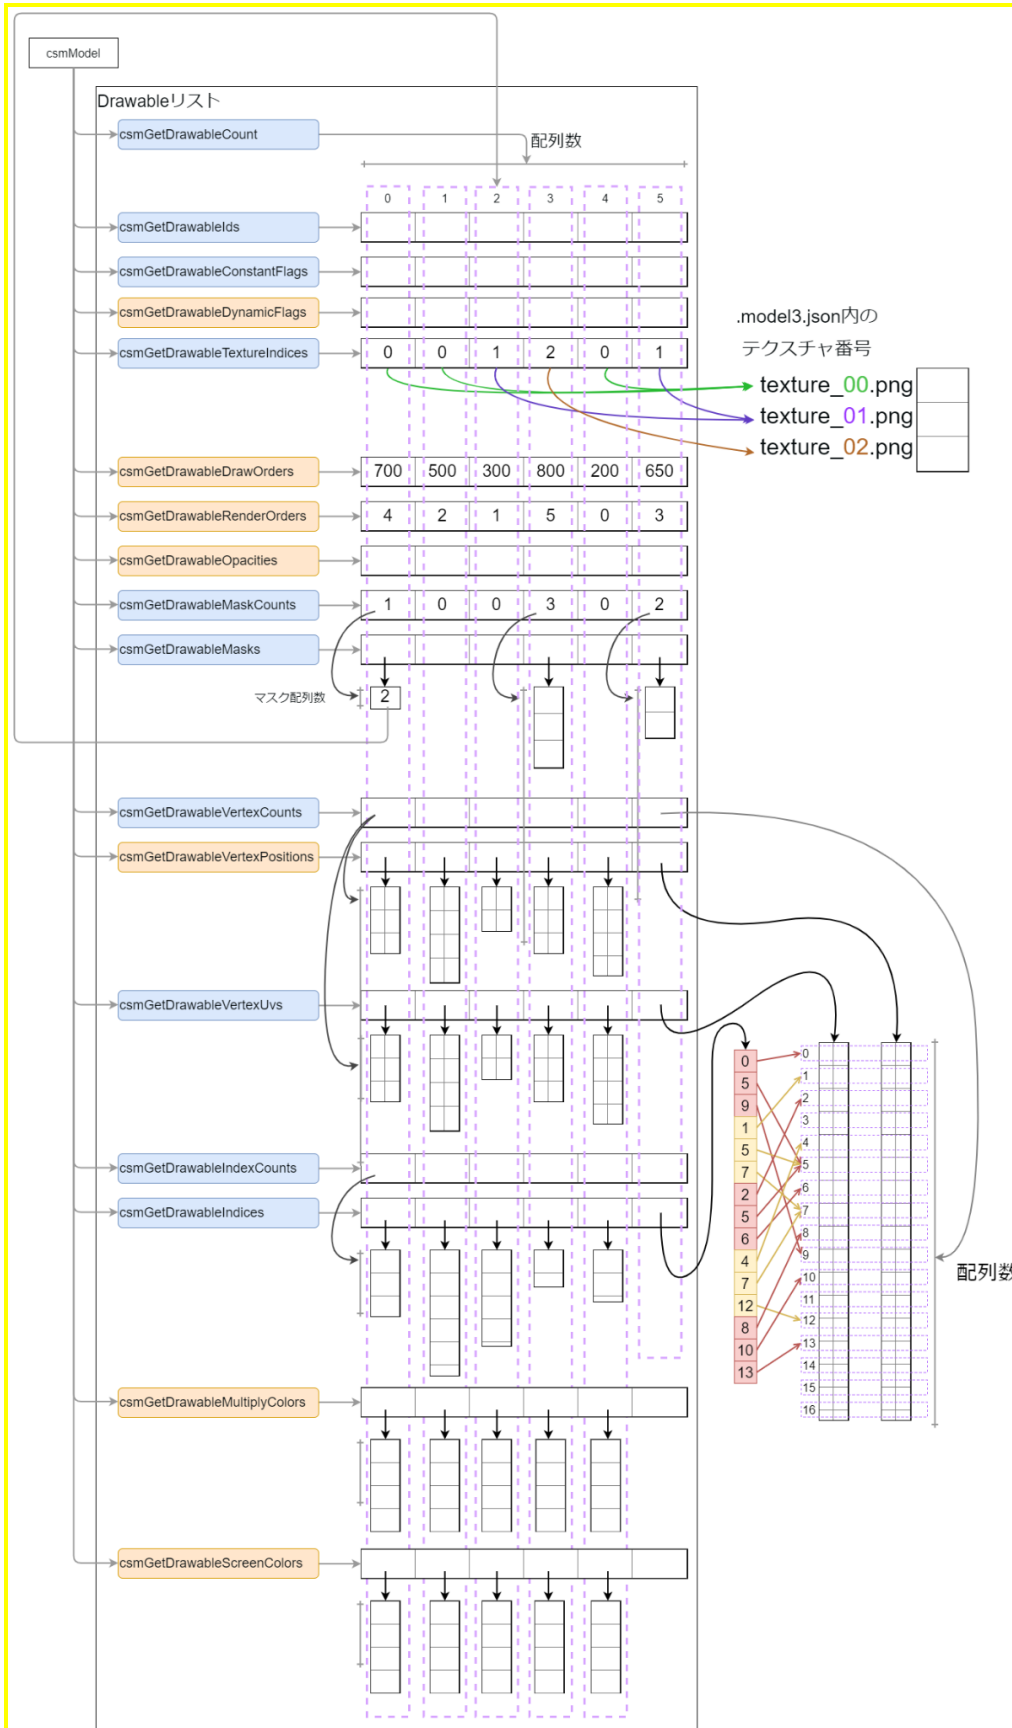 csmModel
Drawableリスト
csmGetDrawableCount
配列数
0 1 2 3 4 5
csmGetDrawableIds
csmGetDrawableConstantFlags
csmGetDrawableDynamicFlags
.model3.json内の
テクスチャ番号
csmGetDrawableTextureIndices
0 0 1 2 0 1
texture_00.png
texture_01.png
texture_02.png
csmGetDrawableDrawOrders
700 500 300 800 200 650
csmGetDrawableRenderOrders
4 2 1 5 0 3
csmGetDrawableOpacities
csmGetDrawableMaskCounts
1 0 0 3 0 2
csmGetDrawableMasks
マスク配列数
2
csmGetDrawableVertexCounts
csmGetDrawableVertexPositions
csmGetDrawableVertexUvs
csmGetDrawableIndexCounts
csmGetDrawableIndices
0
5
9
1
5
7
2
5
6
4
7
12
8
10
13
0
1
2
3
4
5
6
7
8
9
10
11
12
13
14
15
16
配列数
csmGetDrawableMultiplyColors
csmGetDrawableScreenColors